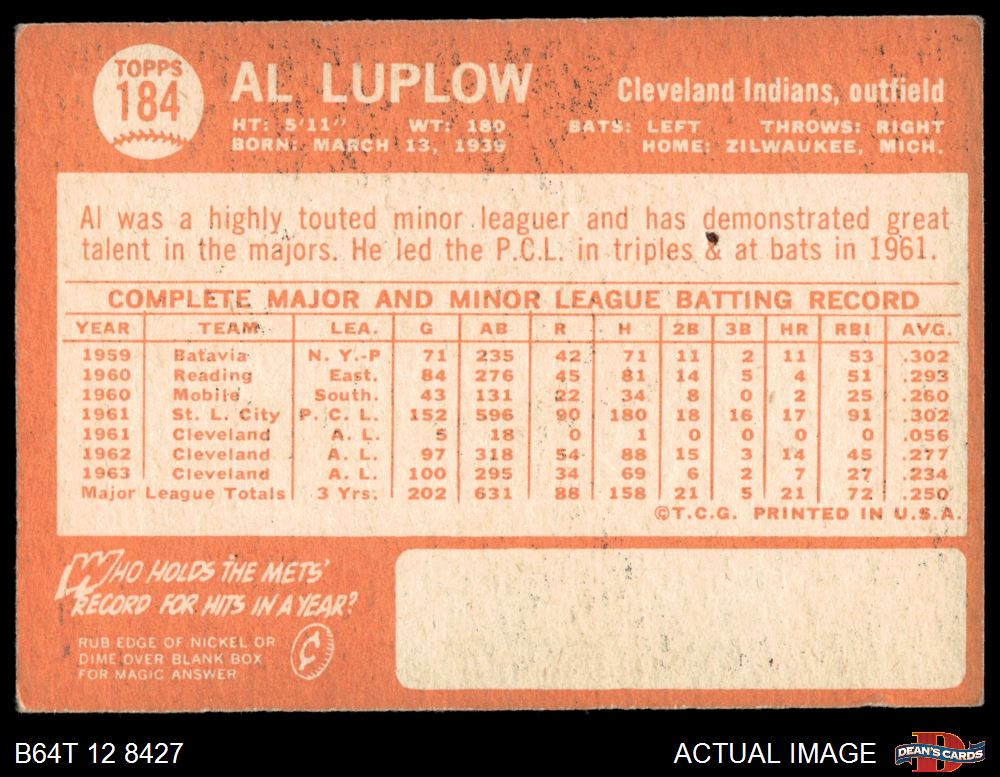 TOPPS
184
AL LUPLOW
Cleveland Indians, outfield
HT: 5'11" WT: 180 BATS: LEFT THROWS: RIGHT
BORN: MARCH 13, 1939 HOME: ZILWAUKEE, MICH.
Al was a highly touted minor leaguer and has demonstrated great
talent in the majors. He led the P.C.L. in triples & at bats in 1961.
COMPLETE MAJOR AND MINOR LEAGUE BATTING RECORD
YEAR TEAM LEA. G AB R H 2B 3B HR RBI AVG.
1959 Batavia N. Y.-P 71 235 42 71 11 2 11 53 .302
1960 Reading East. 84 276 45 81 14 5 4 51 .293
1960 Mobile South. 43 131 22 34 8 0 2 25 .260
1961 St. L. City P. C. L. 152 596 90 180 18 16 17 91 .302
1961 Cleveland A. L. 5 18 0 1 0 0 0 0 .056
1962 Cleveland A. L. 97 318 54 88 15 3 14 45 .277
1963 Cleveland A. L. 100 295 34 69 6 2 7 27 .234
Major League Totals 3 Yrs. 202 631 88 158 21 5 21 72 .250
©T.C.G. PRINTED IN U.S.A.
WHO HOLDS THE METS'
RECORD FOR HITS IN A YEAR?
RUB EDGE OF NICKEL OR
DIME OVER BLANK BOX
FOR MAGIC ANSWER
B64T 12 8427
ACTUAL IMAGE
DEAN'S CARDS